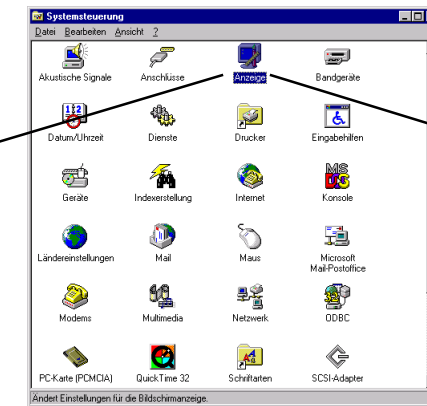 Systemsteuerung
Datei Bearbeiten Ansicht ?
Akustische Signale Anschlüsse Anzeige Bandgeräte
Datum/Uhrzeit Dienste Drucker Eingabehilfen
Geräte Indexerstellung Internet Konsole
Ländereinstellungen Mail Maus Microsoft
Mail-Postoffice
Modems Multimedia Netzwerk ODBC
PC-Karte (PCMCIA) QuickTime 32 Schriftarten SCSI-Adapter
Ändert Einstellungen für die Bildschirmanzeige.